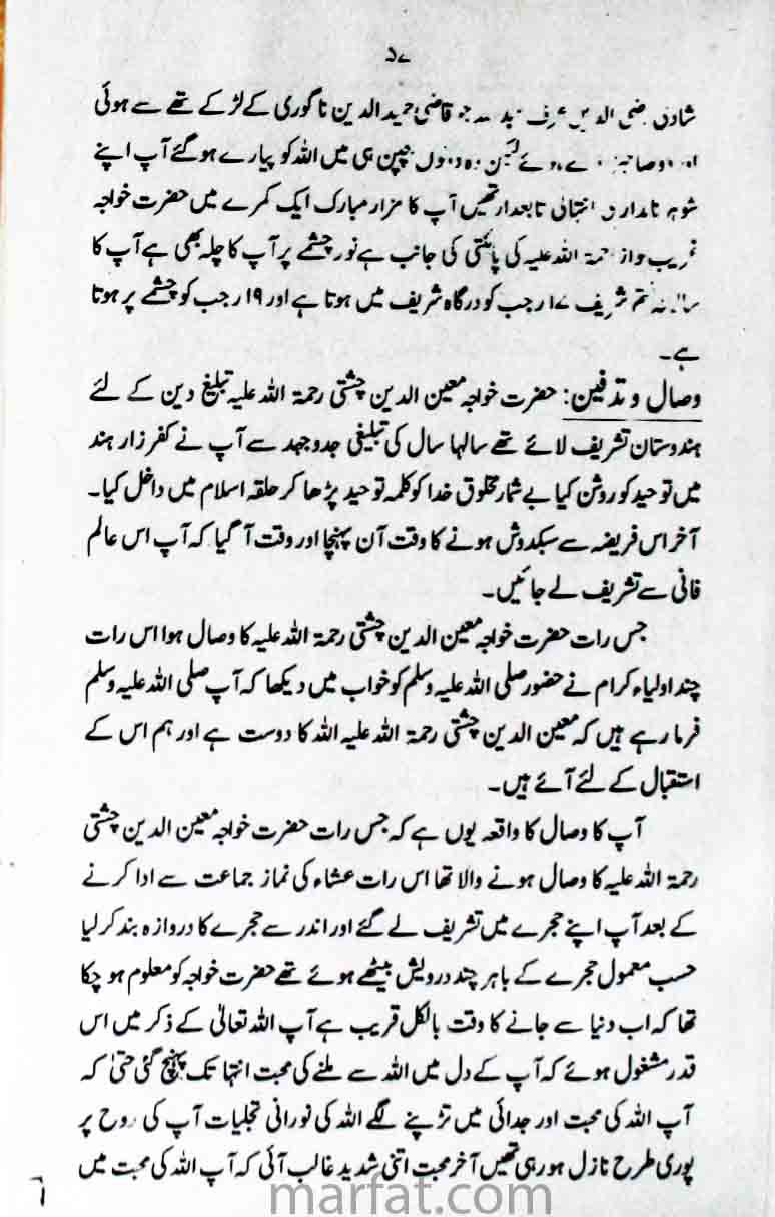 ۵۷
شادی رضی الدین عرف عبداللہ جو قاضی حمید الدین ناگوری کے لڑکے تھے سے ہوئی
دو صاحبزادے ہوئے لیکن وہ دونوں بچپن ہی میں اللہ کو پیارے ہوگئے آپ اپنے
شوہر نامدار انتہائی تابعدار تھیں آپ کا مزار مبارک ایک کمرے میں حضرت خواجہ
غریب نواز رحمۃ اللہ علیہ کی پائنتی کی جانب ہے نور چشمے پر آپ کا چلہ بھی ہے آپ کا
سالانہ ختم شریف ۱۷ رجب کو درگاہ شریف میں ہوتا ہے اور ۱۹ رجب کو چشمے پر ہوتا
ہے۔
وصال و تدفین: حضرت خواجہ معین الدین چشتی رحمۃ اللہ علیہ تبلیغ دین کے لئے
ہندوستان تشریف لائے تھے سالہا سال کی تبلیغی جدوجہد سے آپ نے کفر زار ہند
میں توحید کو روشن کیا بے شمار مخلوق خدا کو کلمہ توحید پڑھا کر حلقہ اسلام میں داخل کیا۔
آخر اس فریضہ سے سبکدوش ہونے کا وقت آن پہنچا اور وقت آ گیا کہ آپ اس عالم
فانی سے تشریف لے جائیں۔
جس رات حضرت خواجہ معین الدین چشتی رحمۃ اللہ علیہ کا وصال ہوا اس رات
چند اولیاء کرام نے حضور صلی اللہ علیہ وسلم کو خواب میں دیکھا کہ آپ صلی اللہ علیہ وسلم
فرما رہے ہیں کہ معین الدین چشتی رحمۃ اللہ علیہ اللہ کا دوست ہے اور ہم اس کے
استقبال کے لئے آئے ہیں۔
آپ کا وصال کا واقعہ یوں ہے کہ جس رات حضرت خواجہ معین الدین چشتی
رحمۃ اللہ علیہ کا وصال ہونے والا تھا اس رات عشاء کی نماز جماعت سے ادا کرنے
کے بعد آپ اپنے حجرے میں تشریف لے گئے اور اندر سے حجرے کا دروازہ بند کر لیا
حسب معمول حجرے کے باہر چند درویش بیٹھے ہوئے تھے حضرت خواجہ کو معلوم ہو چکا
تھا کہ اب دنیا سے جانے کا وقت بالکل قریب ہے آپ اللہ تعالیٰ کے ذکر میں اس
قدر مشغول ہوئے کہ آپ کے دل میں اللہ سے ملنے کی محبت انتہا تک پہنچ گئی حتیٰ کہ
آپ اللہ کی محبت اور جدائی میں تڑپنے لگے اللہ کی نورانی تجلیات آپ کی روح پر
پوری طرح نازل ہو رہی تھیں آخر محبت اتنی شدید غالب آئی کہ آپ اللہ کی محبت میں
marfat.com